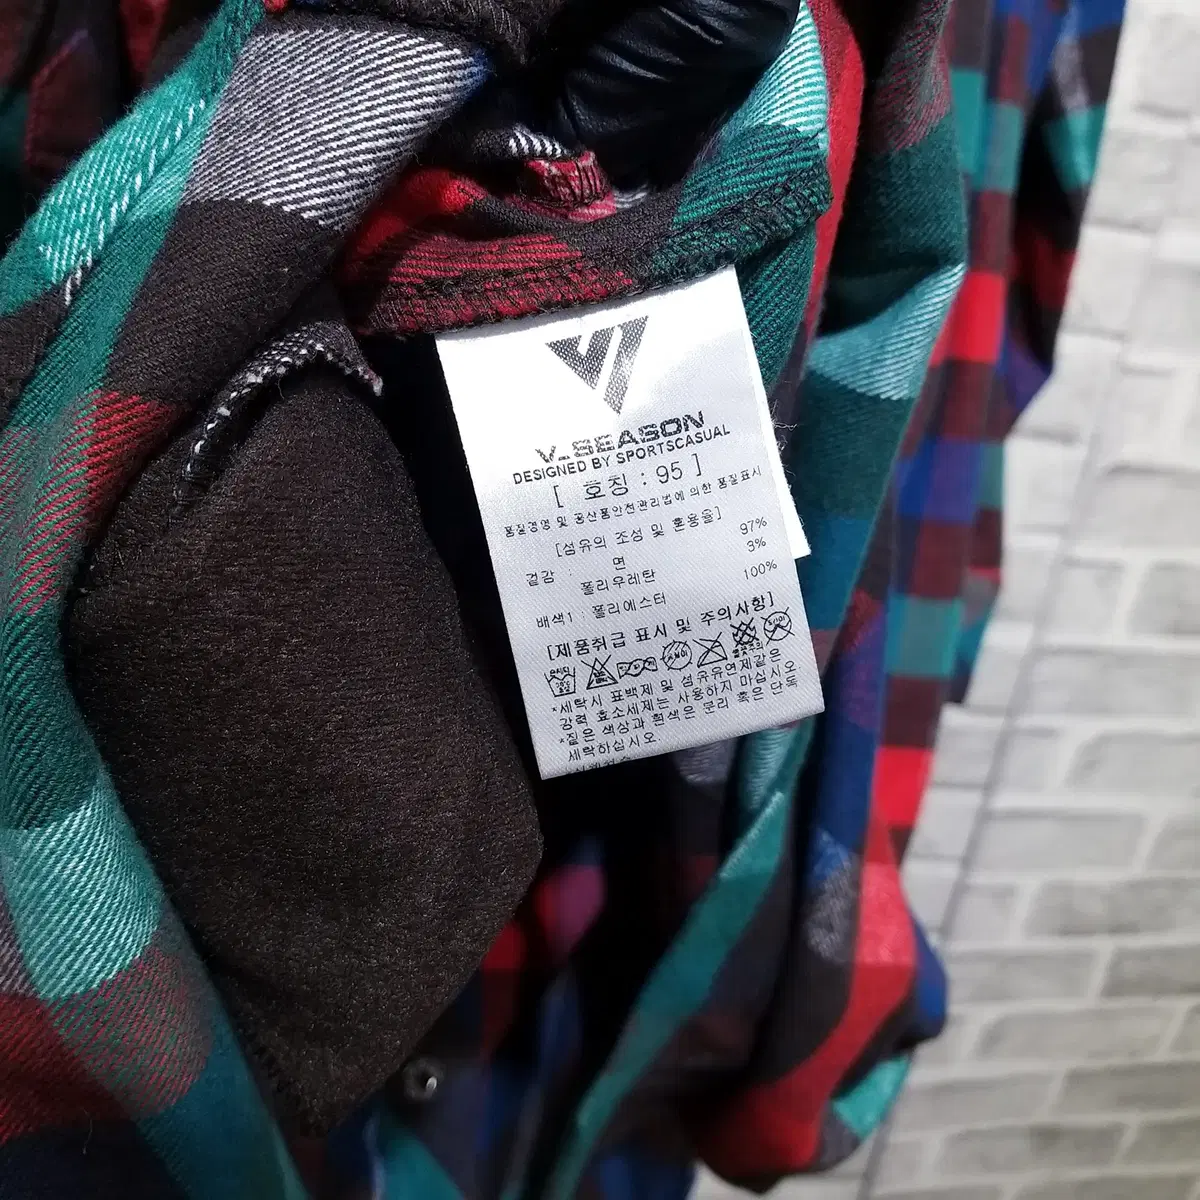 V-SEASON
DESIGNED BY SPORTSCASUAL
[ 호칭 : 95 ]
품질경영 및 공산품안전관리법에 의한 품질표시
[섬유의 조성 및 혼용율]
겉감 : 면 97%
폴리우레탄 3%
배색1 : 폴리에스터 100%
[제품취급 표시 및 주의사항]
*세탁시 표백제 및 섬유유연제같은
강력 효소세제는 사용하지 마십시오.
*짙은 색상과 흰색은 분리 혹은 단독
세탁하십시오.